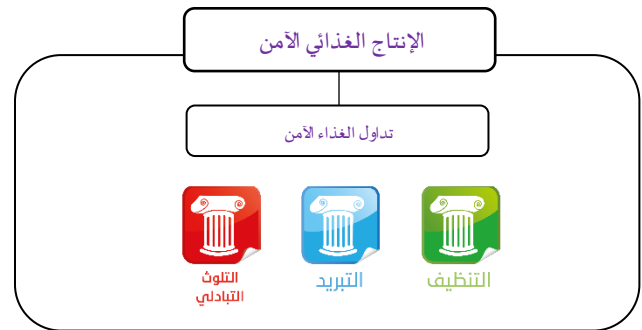 الإنتاج الغذائي الآمن
تداول الغذاء الآمن
التنظيف
التبريد
التلوث
التبادلي